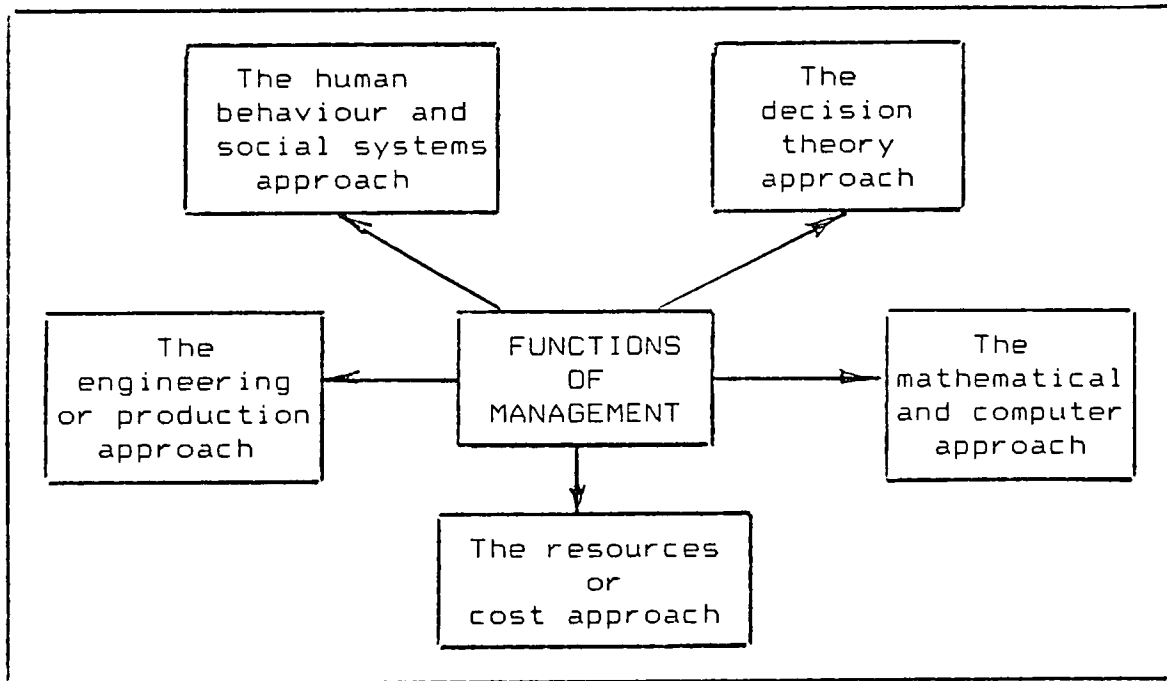 The human
behaviour and
social systems
approach
The
decision
theory
approach
The
engineering
or production
approach
FUNCTIONS
OF
MANAGEMENT
The
mathematical
and computer
approach
The resources
or
cost approach